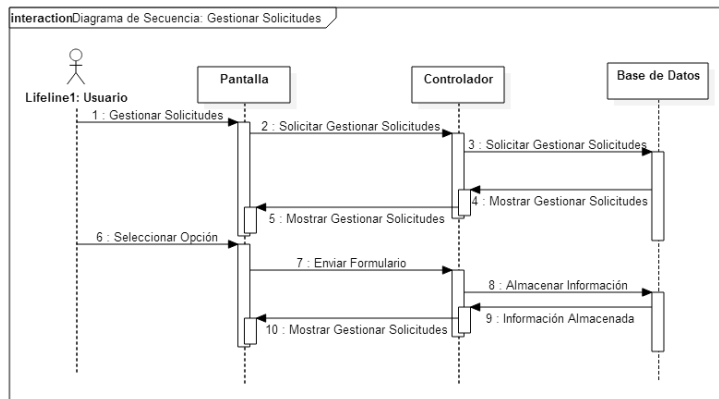 interaction Diagrama de Secuencia: Gestionar Solicitudes
Lifeline1: Usuario
Pantalla
Controlador
Base de Datos
1 : Gestionar Solicitudes
2 : Solicitar Gestionar Solicitudes
3 : Solicitar Gestionar Solicitudes
4 : Mostrar Gestionar Solicitudes
5 : Mostrar Gestionar Solicitudes
6 : Seleccionar Opción
7 : Enviar Formulario
8 : Almacenar Información
9 : Información Almacenada
10 : Mostrar Gestionar Solicitudes